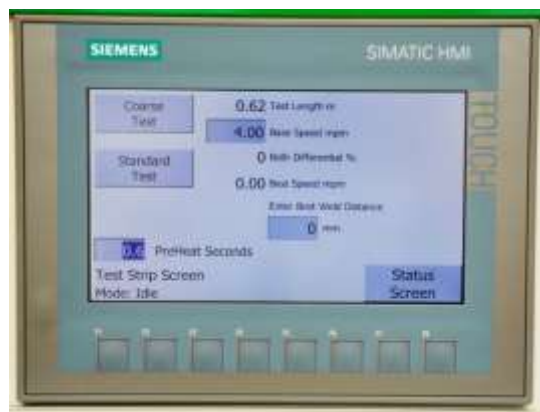 SIEMENS
SIMATIC HMI
TOUCH
Coarse Test
0.62 Test Length m
4.00 Base Speed mpm
Standard Test
0 Differential %
0.00 Best Speed mpm
Enter Best Weld Distance
0 mm
0.6 PreHeat Seconds
Test Strip Screen
Mode: Idle
Status Screen